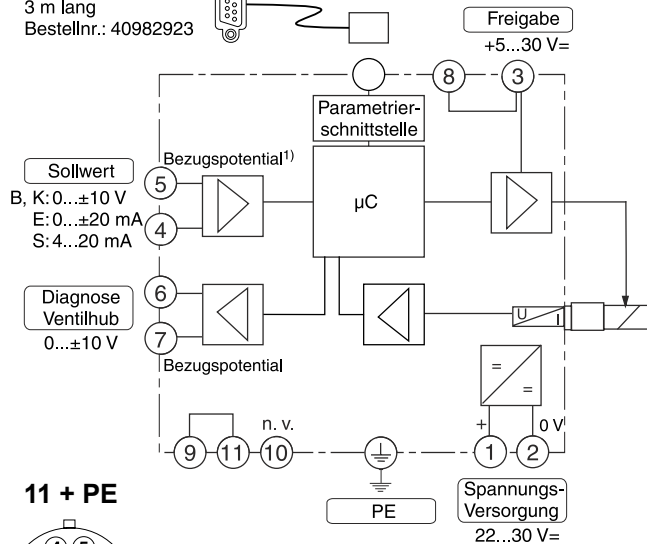 3 m lang
Bestellnr.: 40982923
Freigabe
+5...30 V=
8
3
Parametrier-
schnittstelle
Sollwert
B, K: 0...±10 V
E: 0...±20 mA
S: 4...20 mA
Bezugspotential1)
5
4
µC
Diagnose
Ventilhub
0...±10 V
6
7
Bezugspotential
U
I
=
=
+
0 V
n. v.
9
11
10
1
2
PE
Spannungs-
Versorgung
22...30 V=
11 + PE
4 5